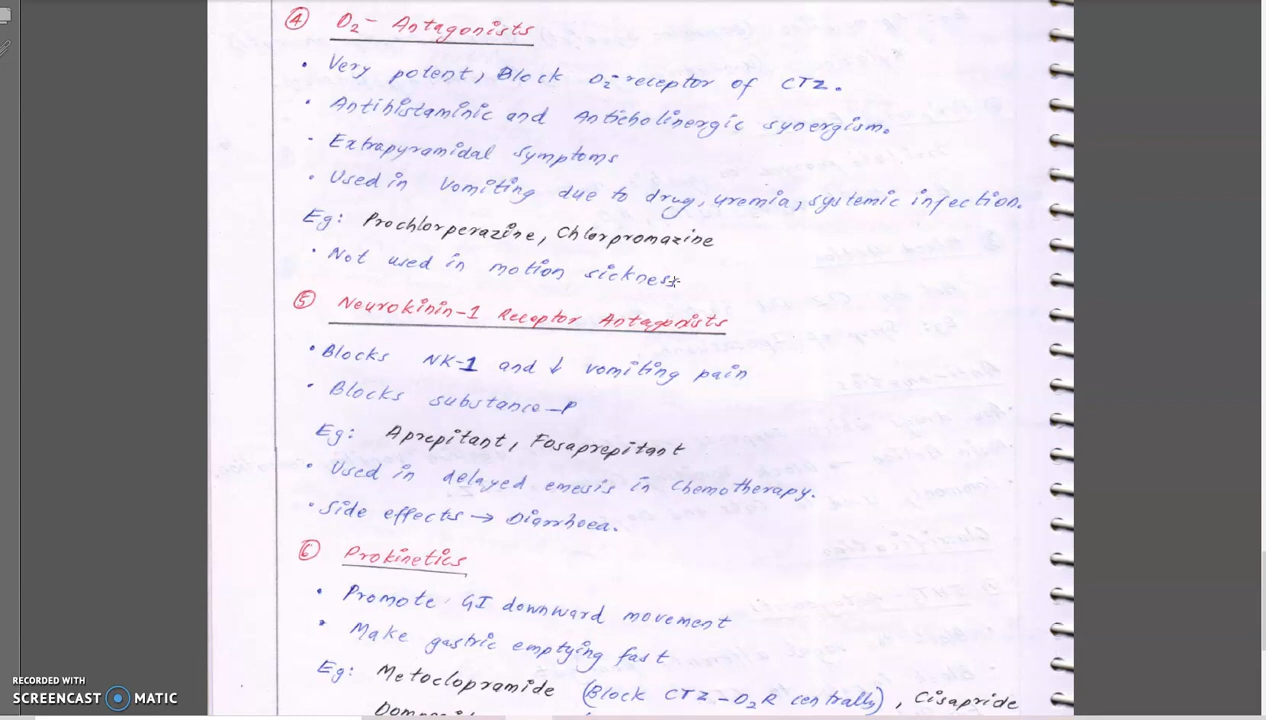 ④ D₂- Antagonists
• Very potent, Block D₂-receptor of CTZ.
• Antihistaminic and Anticholinergic synergism.
• Extrapyramidal symptoms
• Used in vomiting due to drug, uremia, systemic infection.
Eg: Prochlorperazine, Chlorpromazine
• Not used in motion sickness
⑤ Neurokinin-1 Receptor Antagonists
• Blocks NK-1 and ↓ vomiting pain
• Blocks substance-P
Eg: Aprepitant, Fosaprepitant
• Used in delayed emesis in chemotherapy.
• Side effects → Diarrhoea.
⑥ Prokinetics
• Promote GI downward movement
• Make gastric emptying fast
Eg: Metoclopramide (Block CTZ-D₂R centrally), Cisapride
RECORDED WITH
SCREENCAST MATIC